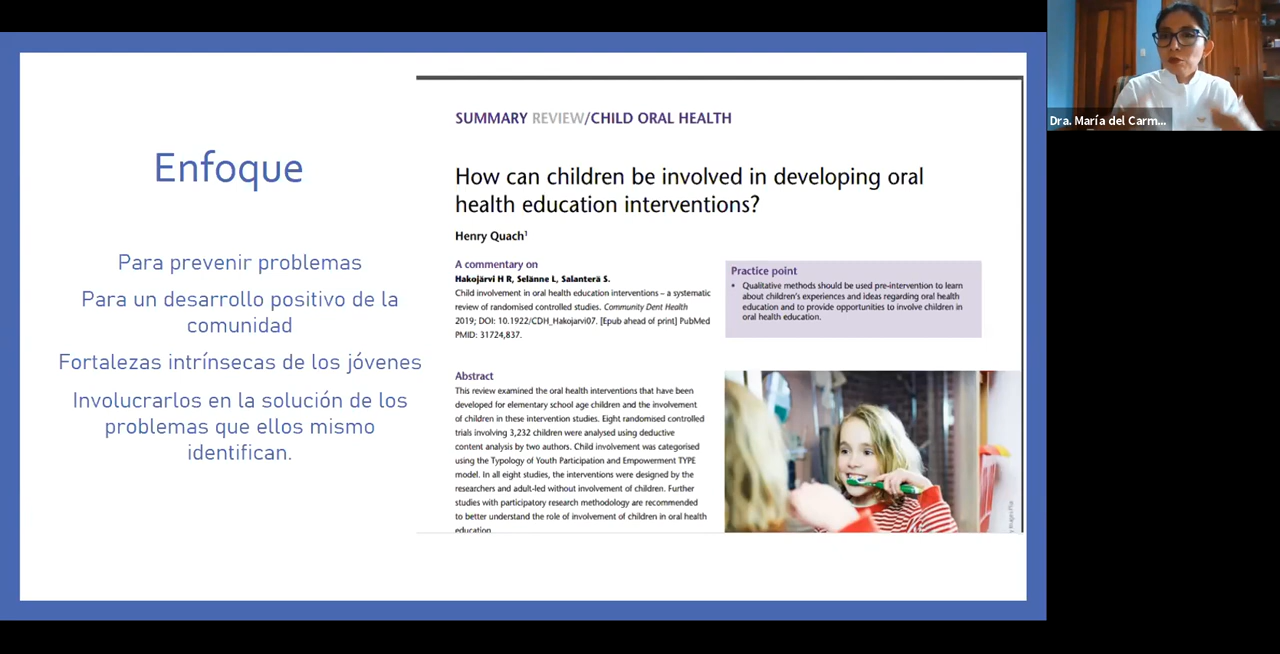 Enfoque
Para prevenir problemas
Para un desarrollo positivo de la
comunidad
Fortalezas intrínsecas de los jóvenes
Involucrarlos en la solución de los
problemas que ellos mismo
identifican.
SUMMARY REVIEW/CHILD ORAL HEALTH
How can children be involved in developing oral
health education interventions?
Henry Quach¹
A commentary on
Hakojärvi H R, Selänne L, Salanterä S.
Child involvement in oral health education interventions – a systematic
review of randomised controlled studies. Community Dent Health
2019; DOI: 10.1922/CDH_Hakojarvi07. [Epub ahead of print] PubMed
PMID: 31724,837.
Practice point
• Qualitative methods should be used pre-intervention to learn
about children's experiences and ideas regarding oral health
education and to provide opportunities to involve children in
oral health education.
Abstract
This review examined the oral health interventions that have been
developed for elementary school age children and the involvement
of children in these intervention studies. Eight randomised controlled
trials involving 3,232 children were analysed using deductive
content analysis by two authors. Child involvement was categorised
using the Typology of Youth Participation and Empowerment TYPE
model. In all eight studies, the interventions were designed by the
researchers and adult-led without involvement of children. Further
studies with participatory research methodology are recommended
to better understand the role of involvement of children in oral health
education
Dra. María del Carm...